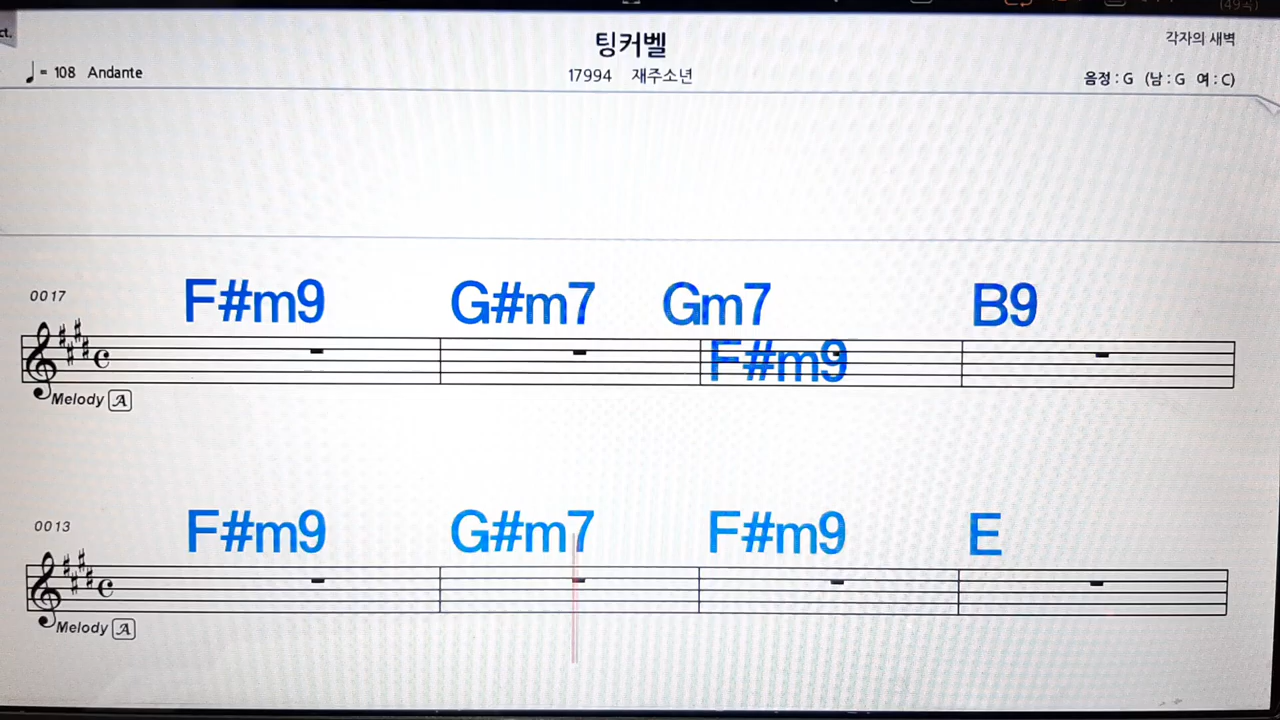 ct.
팅커벨
각자의 새벽
♩= 108 Andante
17994 재주소년
음정 : G (남 : G 여 : C)
0017
F#m9 G#m7 Gm7 B9
F#m9
Melody A
0013
F#m9 G#m7 F#m9 E
Melody A